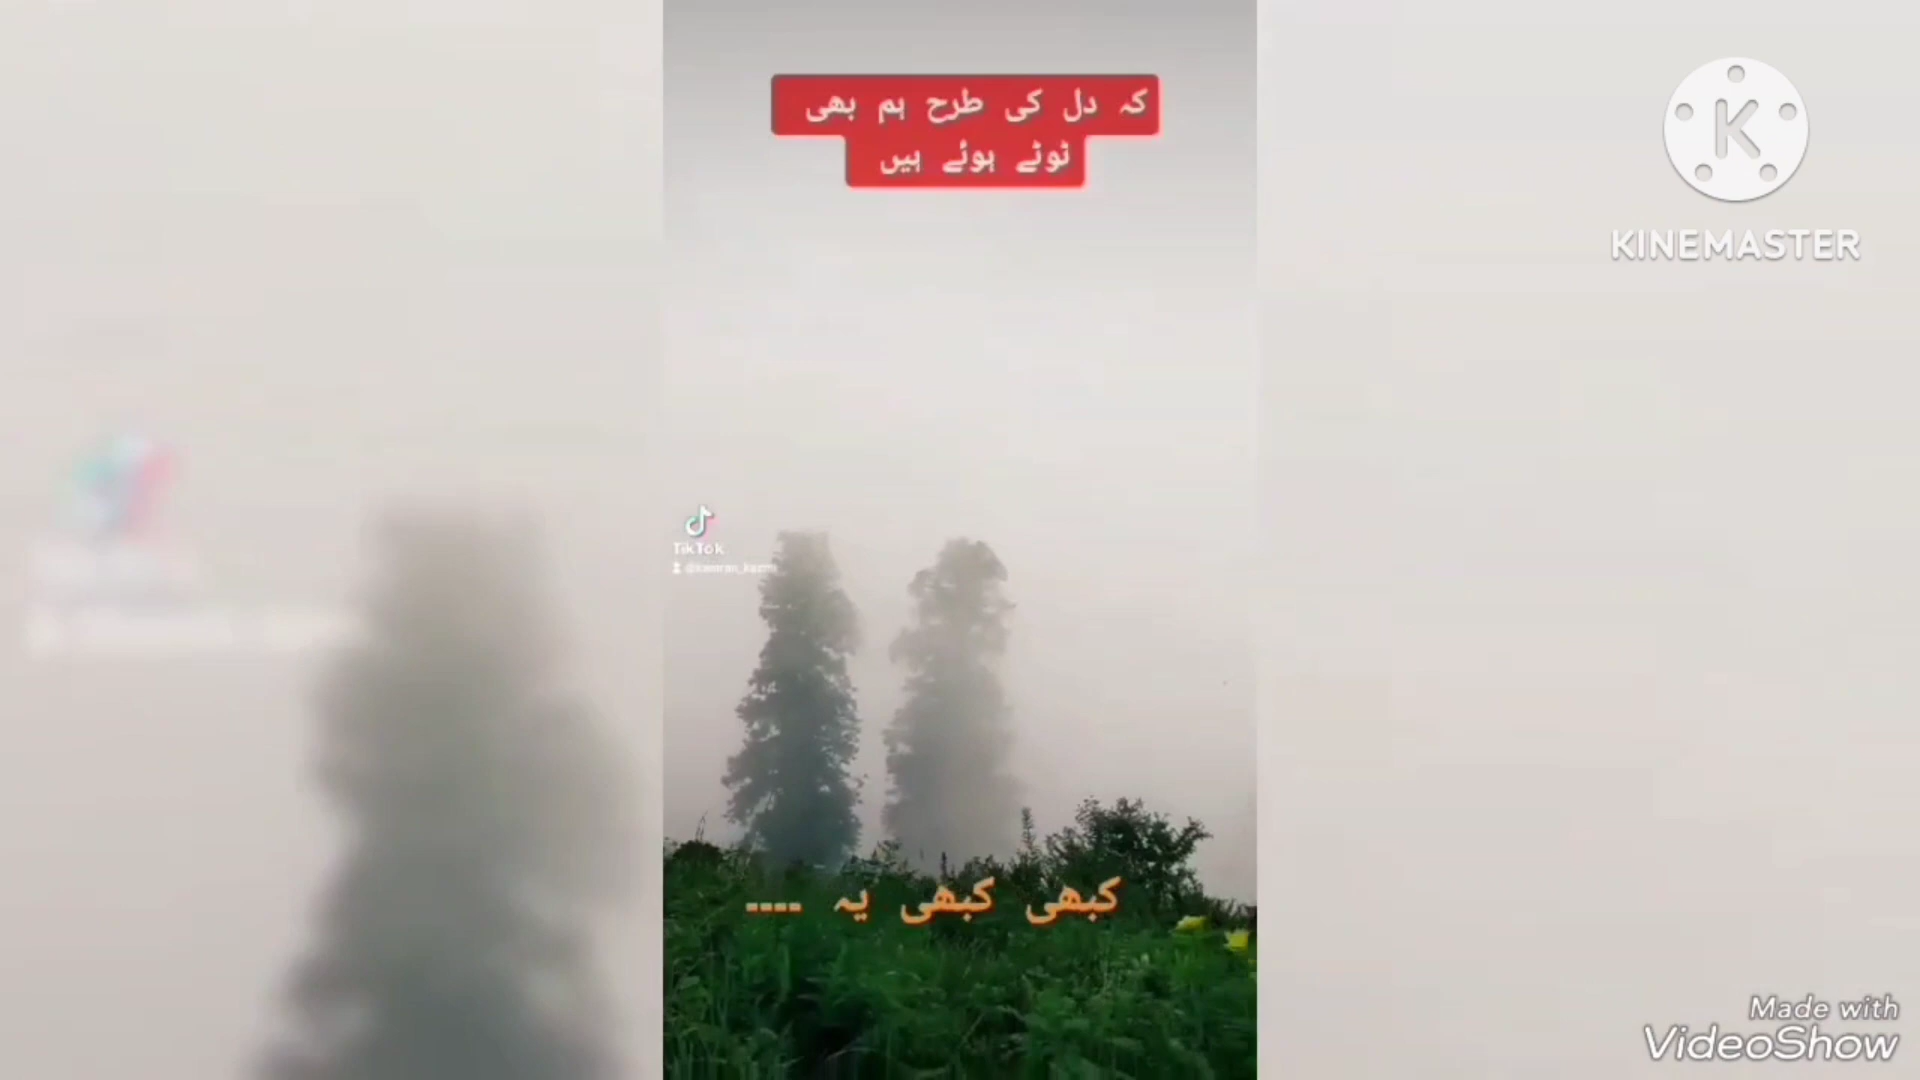 کہ دل کی طرح ہم بھی
ٹوٹے ہوئے ہیں
KINEMASTER
TikTok
کبھی کبھی یہ ----
Made with
VideoShow